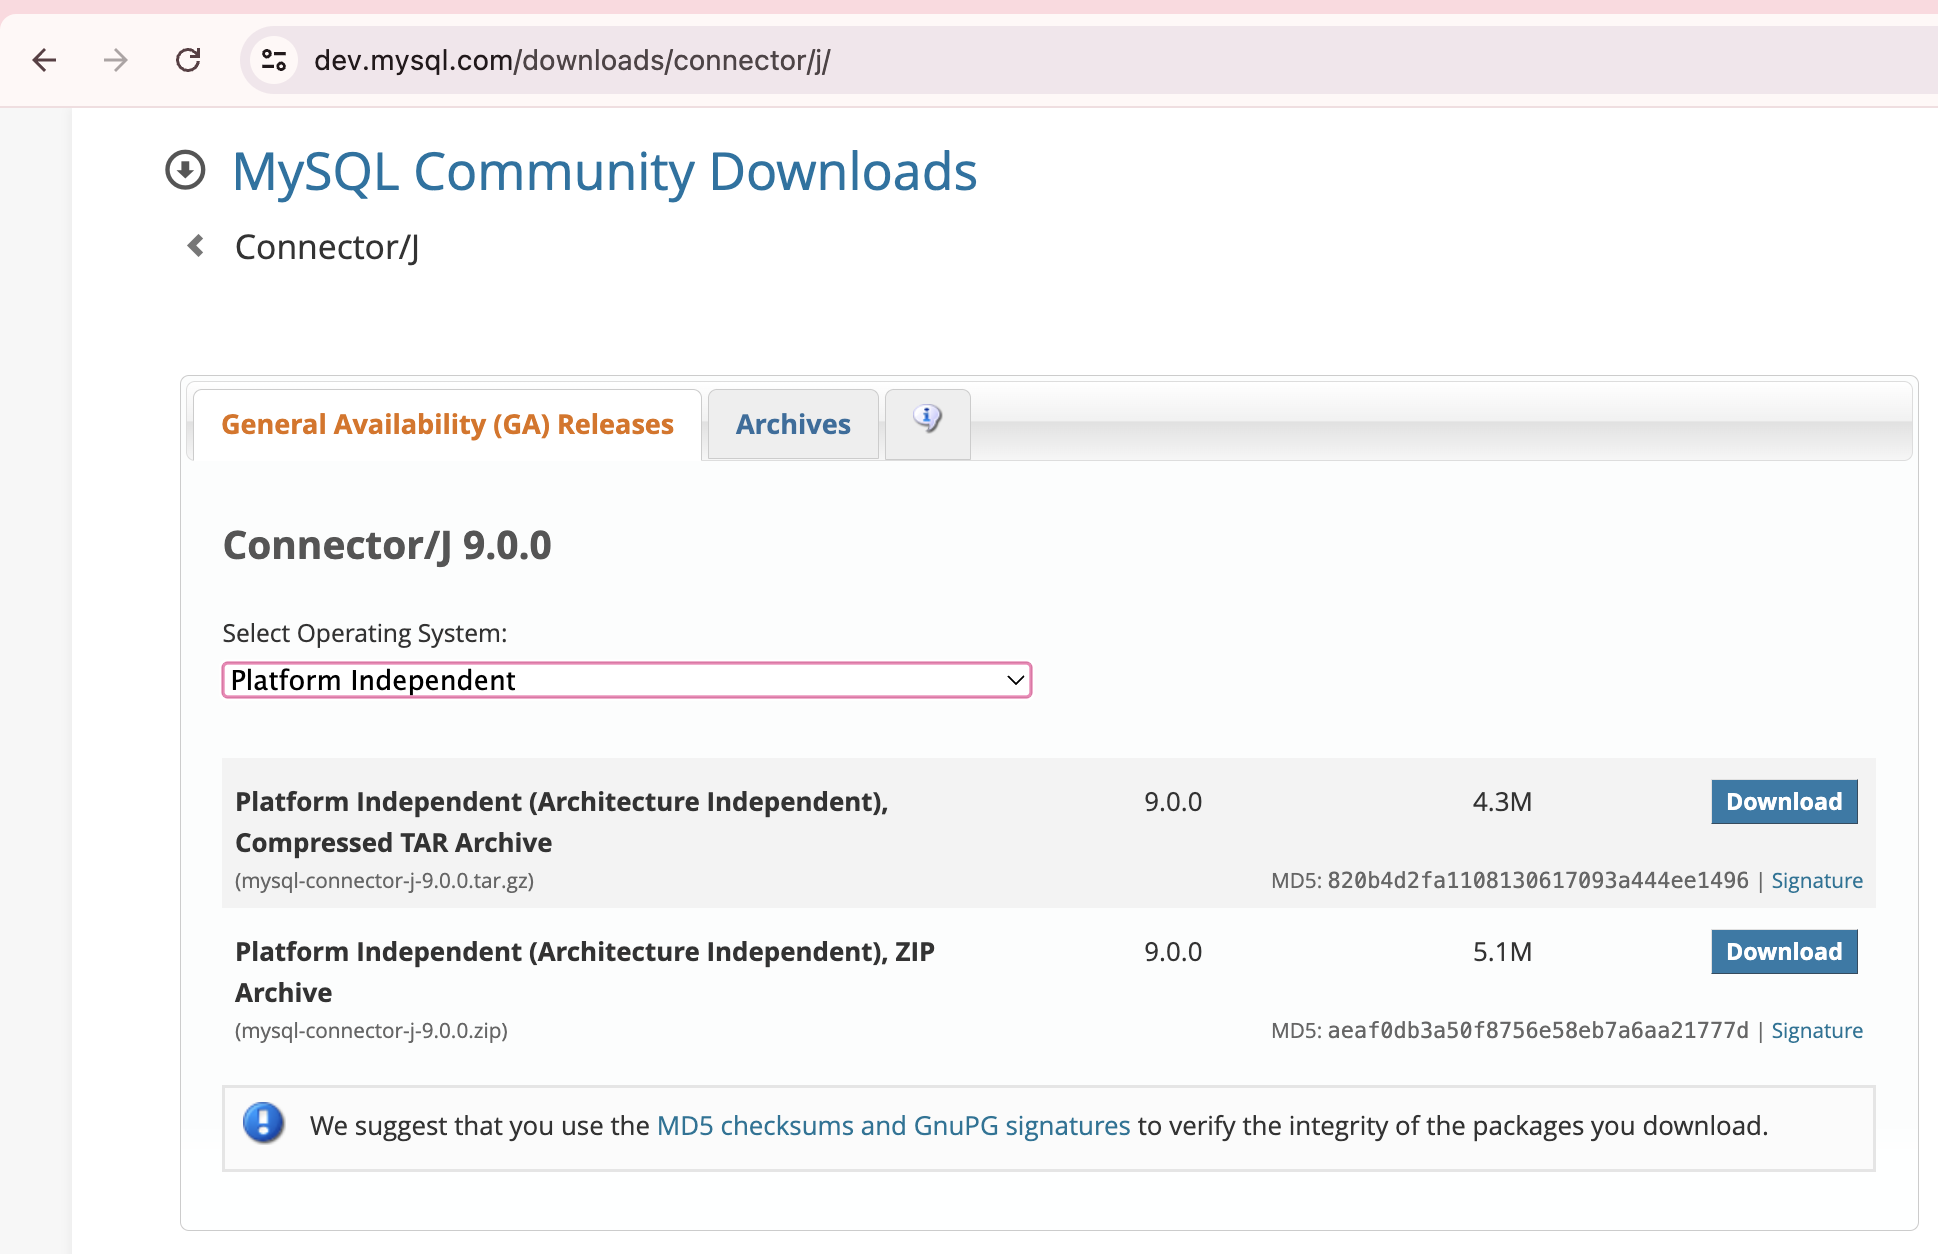 dev.mysql.com/downloads/connector/j/
MySQL Community Downloads
Connector/J
General Availability (GA) Releases
Archives
Connector/J 9.0.0
Select Operating System:
Platform Independent
Platform Independent (Architecture Independent),
Compressed TAR Archive
9.0.0
4.3M
Download
(mysql-connector-j-9.0.0.tar.gz)
MD5: 820b4d2fa1108130617093a444ee1496 | Signature
Platform Independent (Architecture Independent), ZIP
Archive
9.0.0
5.1M
Download
(mysql-connector-j-9.0.0.zip)
MD5: aeaf0db3a50f8756e58eb7a6aa21777d | Signature
We suggest that you use the MD5 checksums and GnuPG signatures to verify the integrity of the packages you download.